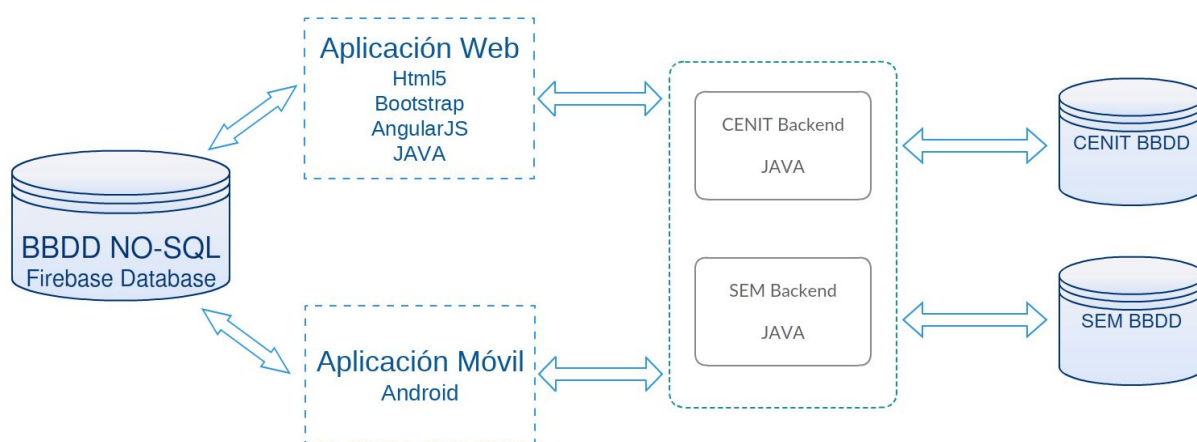 BBDD NO-SQL
Firebase Database
Aplicación Web
Html5
Bootstrap
AngularJS
JAVA
Aplicación Móvil
Android
CENIT Backend
JAVA
SEM Backend
JAVA
CENIT BBDD
SEM BBDD